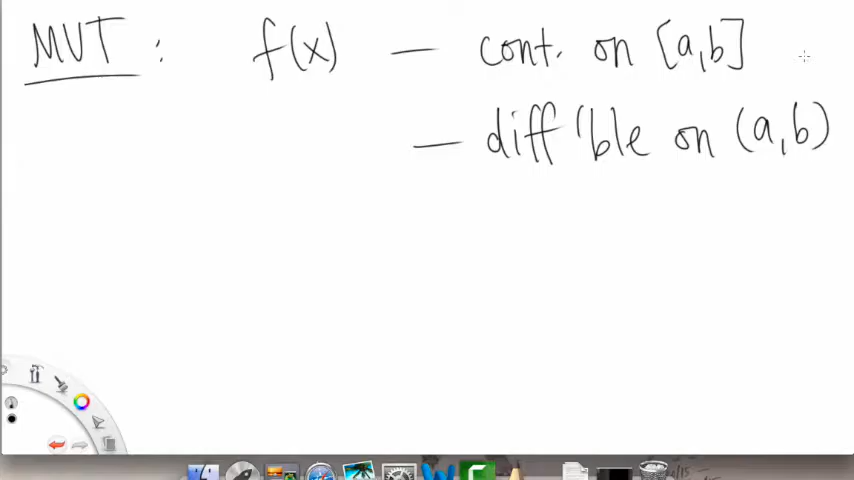 MVT : f(x) — cont. on [a,b]
— diff'ble on (a,b)